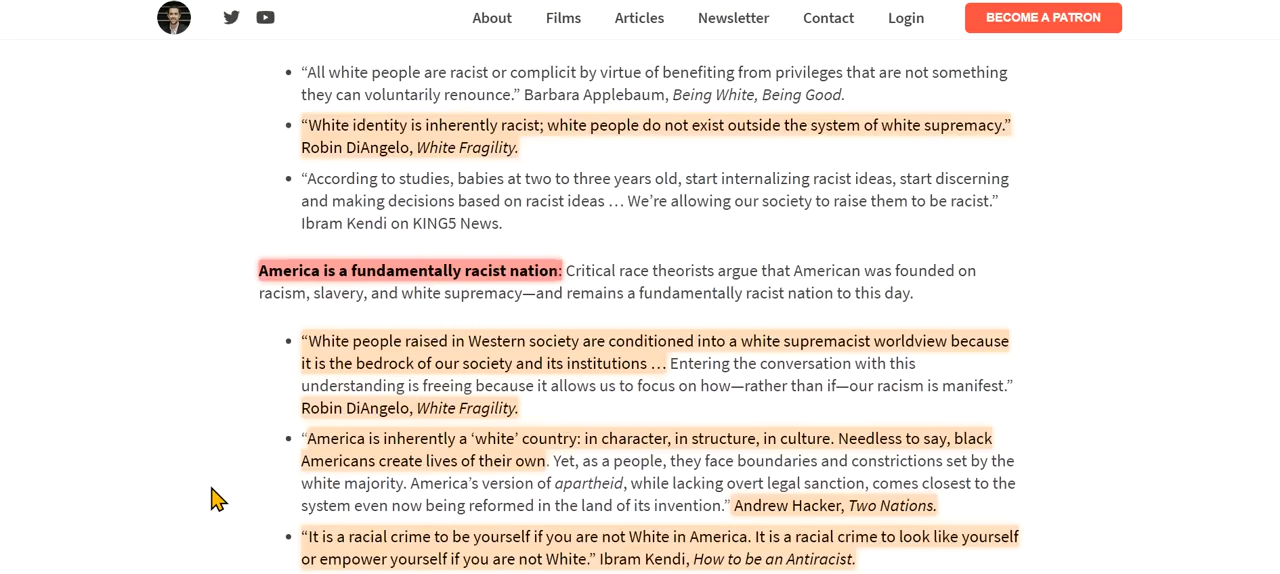 About Films Articles Newsletter Contact Login BECOME A PATRON
“All white people are racist or complicit by virtue of benefiting from privileges that are not something
they can voluntarily renounce.” Barbara Applebaum, Being White, Being Good.
“White identity is inherently racist; white people do not exist outside the system of white supremacy.”
Robin DiAngelo, White Fragility.
“According to studies, babies at two to three years old, start internalizing racist ideas, start discerning
and making decisions based on racist ideas … We’re allowing our society to raise them to be racist.”
Ibram Kendi on KING5 News.
America is a fundamentally racist nation: Critical race theorists argue that American was founded on
racism, slavery, and white supremacy—and remains a fundamentally racist nation to this day.
“White people raised in Western society are conditioned into a white supremacist worldview because
it is the bedrock of our society and its institutions … Entering the conversation with this
understanding is freeing because it allows us to focus on how—rather than if—our racism is manifest.”
Robin DiAngelo, White Fragility.
“America is inherently a ‘white’ country: in character, in structure, in culture. Needless to say, black
Americans create lives of their own. Yet, as a people, they face boundaries and constrictions set by the
white majority. America’s version of apartheid, while lacking overt legal sanction, comes closest to the
system even now being reformed in the land of its invention.” Andrew Hacker, Two Nations.
“It is a racial crime to be yourself if you are not White in America. It is a racial crime to look like yourself
or empower yourself if you are not White.” Ibram Kendi, How to be an Antiracist.